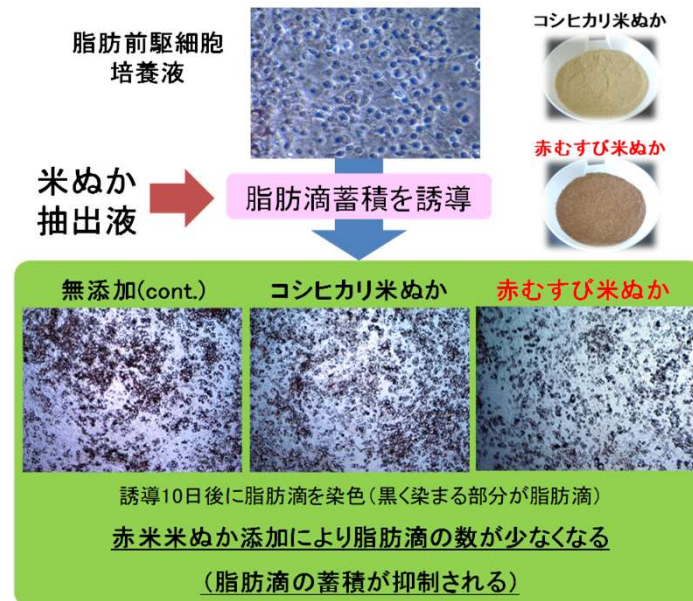 脂肪前駆細胞
培養液
コシヒカリ米ぬか
赤むすび米ぬか
米ぬか
抽出液
脂肪滴蓄積を誘導
無添加(cont.)
コシヒカリ米ぬか
赤むすび米ぬか
誘導10日後に脂肪滴を染色(黒く染まる部分が脂肪滴)
赤米米ぬか添加により脂肪滴の数が少なくなる
(脂肪滴の蓄積が抑制される)